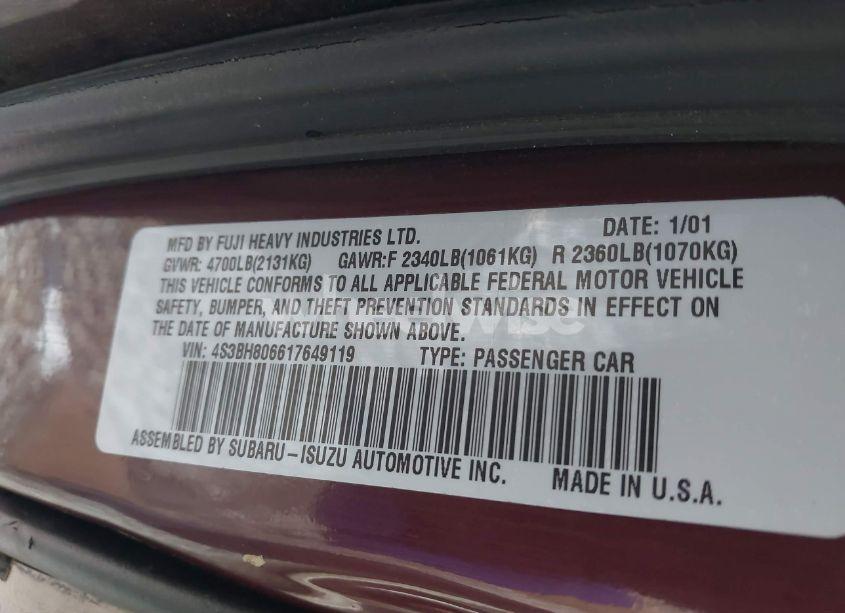 MFD BY FUJI HEAVY INDUSTRIES LTD. DATE: 1/01
GVWR: 4700LB(2131KG) GAWR:F 2340LB(1061KG) R 2360LB(1070KG)
THIS VEHICLE CONFORMS TO ALL APPLICABLE FEDERAL MOTOR VEHICLE
SAFETY, BUMPER, AND THEFT PREVENTION STANDARDS IN EFFECT ON
THE DATE OF MANUFACTURE SHOWN ABOVE.
VIN: 4S3BH806617649119 TYPE: PASSENGER CAR
ASSEMBLED BY SUBARU-ISUZU AUTOMOTIVE INC. MADE IN U.S.A.